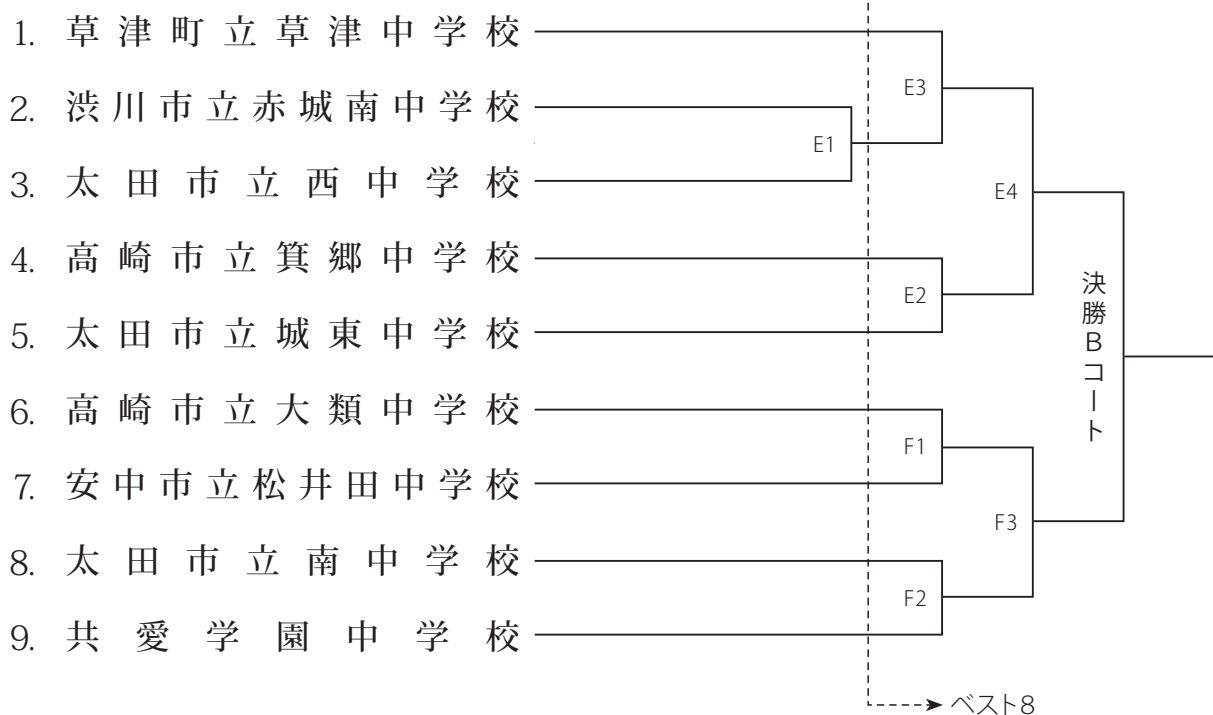 1. 草津町立草津中学校
2. 渋川市立赤城南中学校
3. 太田市立西中学校
4. 高崎市立箕郷中学校
5. 太田市立城東中学校
6. 高崎市立大類中学校
7. 安中市立松井田中学校
8. 太田市立南中学校
9. 共愛学園中学校
E1
E3
E2
F1
F2
E4
F3
決勝Bコート
ベスト8